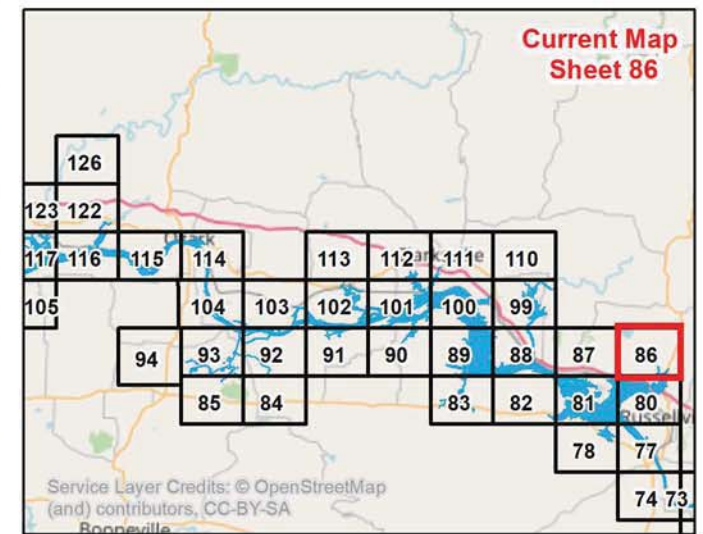 Current Map
Sheet 86
126
123 122
117 116 115 114 113 112 111 110
105 104 103 102 101 100 99
94 93 92 91 90 89 88 87 86
85 84 83 82 81 80
78 77
74 73
Service Layer Credits: © OpenStreetMap
(and) contributors, CC-BY-SA
Booneville